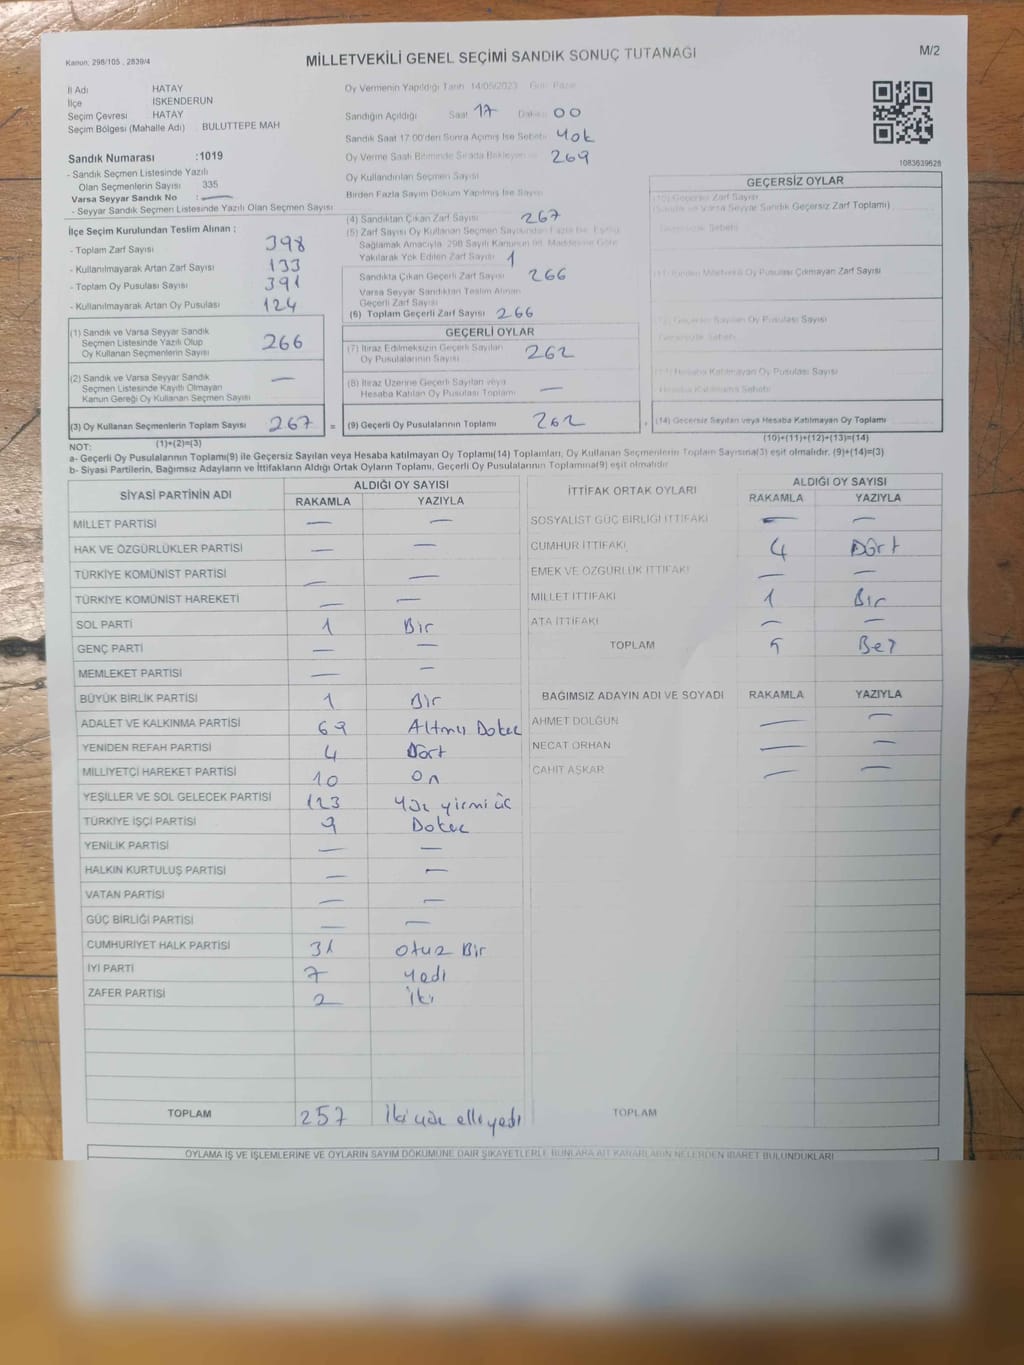 Kanun: 298/105 , 2839/4
MİLLETVEKİLİ GENEL SEÇİMİ SANDIK SONUÇ TUTANAĞI
M/2
İl Adı HATAY
İlçe İSKENDERUN
Seçim Çevresi HATAY
Seçim Bölgesi (Mahalle Adı) BULUTTEPE MAH
Sandık Numarası :1019
- Sandık Seçmen Listesinde Yazılı
Olan Seçmenlerin Sayısı 335
Varsa Seyyar Sandık No : —
- Seyyar Sandık Seçmen Listesinde Yazılı Olan Seçmen Sayısı
İlçe Seçim Kurulundan Teslim Alınan ;
- Toplam Zarf Sayısı 398
- Kullanılmayarak Artan Zarf Sayısı 133
- Toplam Oy Pusulası Sayısı 391
- Kullanılmayarak Artan Oy Pusulası 124
(1) Sandık ve Varsa Seyyar Sandık
Seçmen Listesinde Yazılı Olup
Oy Kullanan Seçmenlerin Sayısı 266
(2) Sandık ve Varsa Seyyar Sandık
Seçmen Listesinde Kayıtlı Olmayan
Kanun Gereği Oy Kullanan Seçmen Sayısı —
(3) Oy Kullanan Seçmenlerin Toplam Sayısı 267 =
(1)+(2)=(3)
Oy Vermenin Yapıldığı Tarih 14/05/2023 Gün Pazar
Sandığın Açıldığı Saat 17 Dakika 00
Sandık Saat 17:00'den Sonra Açılmış İse Sebebi Yok
Oy Verme Saati Bitiminde Sırada Bekleyen 269
Oy Kullandırılan Seçmen Sayısı
Birden Fazla Sayım Döküm Yapılmış İse Sayısı
(4) Sandıktan Çıkan Zarf Sayısı 267
(5) Zarf Sayısı Oy Kullanan Seçmen Sayısından Fazla İse, Eşitliği
Sağlamak Amacıyla, 298 Sayılı Kanunun Maddesine Göre
Yakılarak Yok Edilen Zarf Sayısı 1
Sandıkta Çıkan Geçerli Zarf Sayısı 266
Varsa Seyyar Sandıktan Teslim Alınan
Geçerli Zarf Sayısı
(6) Toplam Geçerli Zarf Sayısı 266
GEÇERLİ OYLAR
(7) İtiraz Edilmeksizin Geçerli Sayılan
Oy Pusulalarının Sayısı 262
(8) İtiraz Üzerine Geçerli Sayılan veya
Hesaba Katılan Oy Pusulası Toplamı —
(9) Geçerli Oy Pusulalarının Toplamı 262 +
1083639628
GEÇERSİZ OYLAR
(10) Geçersiz Zarf Sayısı
(Sandık ve Varsa Seyyar Sandık Geçersiz Zarf Toplamı)
Geçersizlik Sebebi
Oy Pusulası Çıkmayan Zarf Sayısı
Geçersiz Sayılan Oy Pusulası Sayısı
Geçersizlik Sebebi
Hesaba Katılmayan Oy Pusulası Sayısı
Hesaba Katılmama Sebebi
(14) Geçersiz Sayılan veya Hesaba Katılmayan Oy Toplamı
(10)+(11)+(12)+(13)=(14)
NOT:
a- Geçerli Oy Pusulasının Toplamı(9) ile Geçersiz Sayılan veya Hesaba Katılmayan Oy Toplamı(14) Toplamları, Oy Kullanan Seçmenlerin Toplam Sayısına(3) eşit olmalıdır. (9)+(14)=(3)
b- Siyasi Partilerin, Bağımsız Adayların ve İttifakların Aldığı Ortak Oyların Toplamı, Geçerli Oy Pusulasının Toplamına(9) eşit olmalıdır
SİYASİ PARTİNİN ADI ALDIĞI OY SAYISI
RAKAMLA YAZIYLA
MİLLET PARTİSİ — —
HAK VE ÖZGÜRLÜKLER PARTİSİ — —
TÜRKİYE KOMÜNİST PARTİSİ — —
TÜRKİYE KOMÜNİST HAREKETİ — —
SOL PARTİ 1 Bir
GENÇ PARTİ — —
MEMLEKET PARTİSİ — —
BÜYÜK BİRLİK PARTİSİ 1 Bir
ADALET VE KALKINMA PARTİSİ 69 Altmış Dokuz
YENİDEN REFAH PARTİSİ 4 Dört
MİLLİYETÇİ HAREKET PARTİSİ 10 On
YEŞİLLER VE SOL GELECEK PARTİSİ 123 Yüz yirmi üç
TÜRKİYE İŞÇİ PARTİSİ 9 Dokuz
YENİLİK PARTİSİ — —
HALKIN KURTULUŞ PARTİSİ — —
VATAN PARTİSİ — —
GÜÇ BİRLİĞİ PARTİSİ — —
CUMHURİYET HALK PARTİSİ 31 Otuz Bir
İYİ PARTİ 7 Yedi
ZAFER PARTİSİ 2 İki
TOPLAM 257 İki yüz elli yedi
İTTİFAK ORTAK OYLARI ALDIĞI OY SAYISI
RAKAMLA YAZIYLA
SOSYALİST GÜÇ BİRLİĞİ İTTİFAKI — —
CUMHUR İTTİFAKI 4 Dört
EMEK VE ÖZGÜRLÜK İTTİFAKI — —
MİLLET İTTİFAKI 1 Bir
ATA İTTİFAKI — —
TOPLAM 5 Beş
BAĞIMSIZ ADAYIN ADI VE SOYADI RAKAMLA YAZIYLA
AHMET DOLĞUN — —
NECAT ORHAN — —
CAHİT AŞKAR — —
TOPLAM
OYLAMA İŞ VE İŞLEMLERİNE VE OYLARIN SAYIM DÖKÜMÜNE DAİR ŞİKAYETLERLE BUNLARA AİT KARARLARIN NELERDEN İBARET BULUNDUKLARI